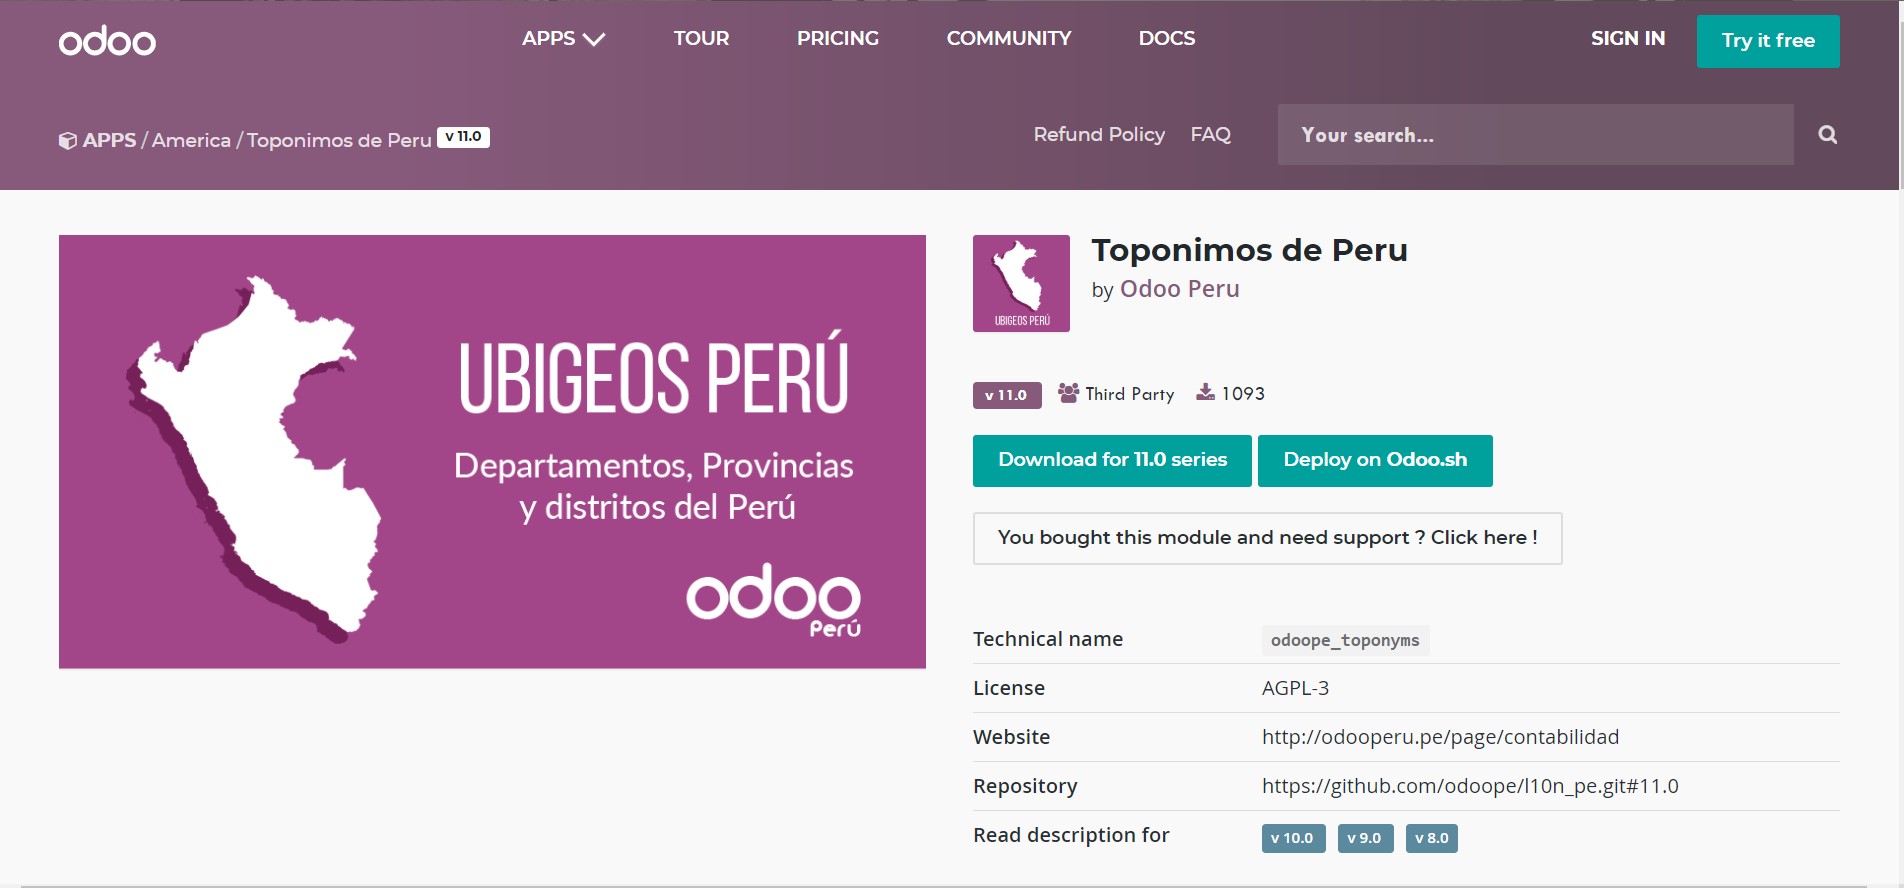 odoo
APPS
TOUR
PRICING
COMMUNITY
DOCS
SIGN IN
Try it free
APPS / America / Toponimos de Peru v 11.0
Refund Policy
FAQ
Your search...
UBIGEOS PERÚ
Departamentos, Provincias
y distritos del Perú
odoo
Perú
UBIGEOS PERÚ
Toponimos de Peru
by Odoo Peru
v 11.0
Third Party
1093
Download for 11.0 series
Deploy on Odoo.sh
You bought this module and need support ? Click here !
Technical name odoope_toponyms
License AGPL-3
Website http://odooperu.pe/page/contabilidad
Repository https://github.com/odoope/l10n_pe.git#11.0
Read description for v 10.0 v 9.0 v 8.0